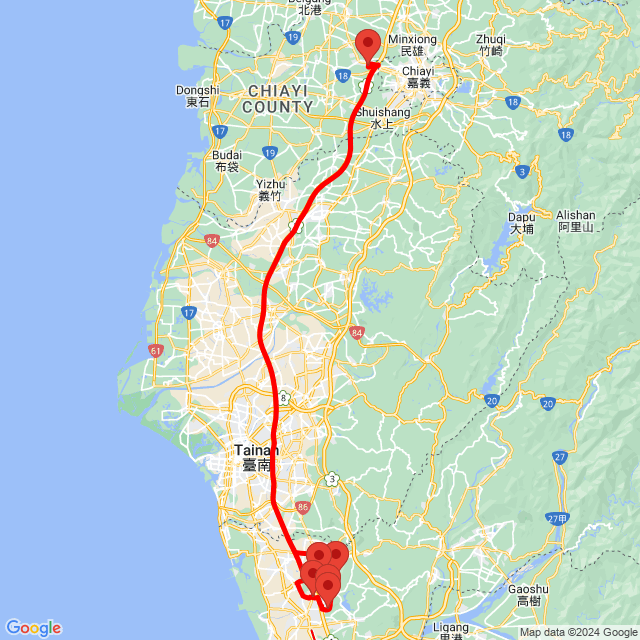 Beigang
北港
Minxiong
民雄
Zhuqi
竹崎
18
18
Chiayi
嘉義
Dongshi
東石
CHIAYI
COUNTY
18
Shuishang
水上
17
18
19
Budai
布袋
3
Yizhu
義竹
Dapu
大埔
Alishan
阿里山
84
17
84
61
20
20
8
Tainan
臺南
27
3
86
27甲
Gaoshu
高樹
Liqang
里港
Google
Map data ©2024 Google